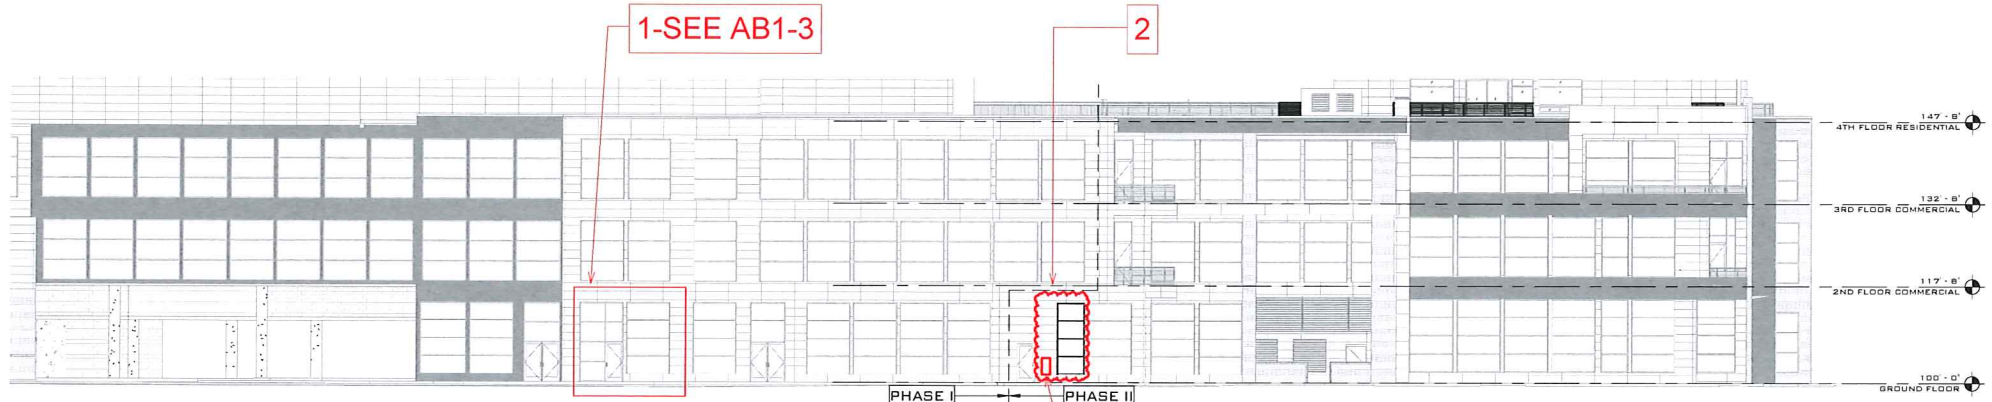 1-SEE AB1-3
2
147' - 8"
4TH FLOOR RESIDENTIAL
132' - 8"
3RD FLOOR COMMERCIAL
117' - 8"
2ND FLOOR COMMERCIAL
100' - 0"
GROUND FLOOR
PHASE I
PHASE II